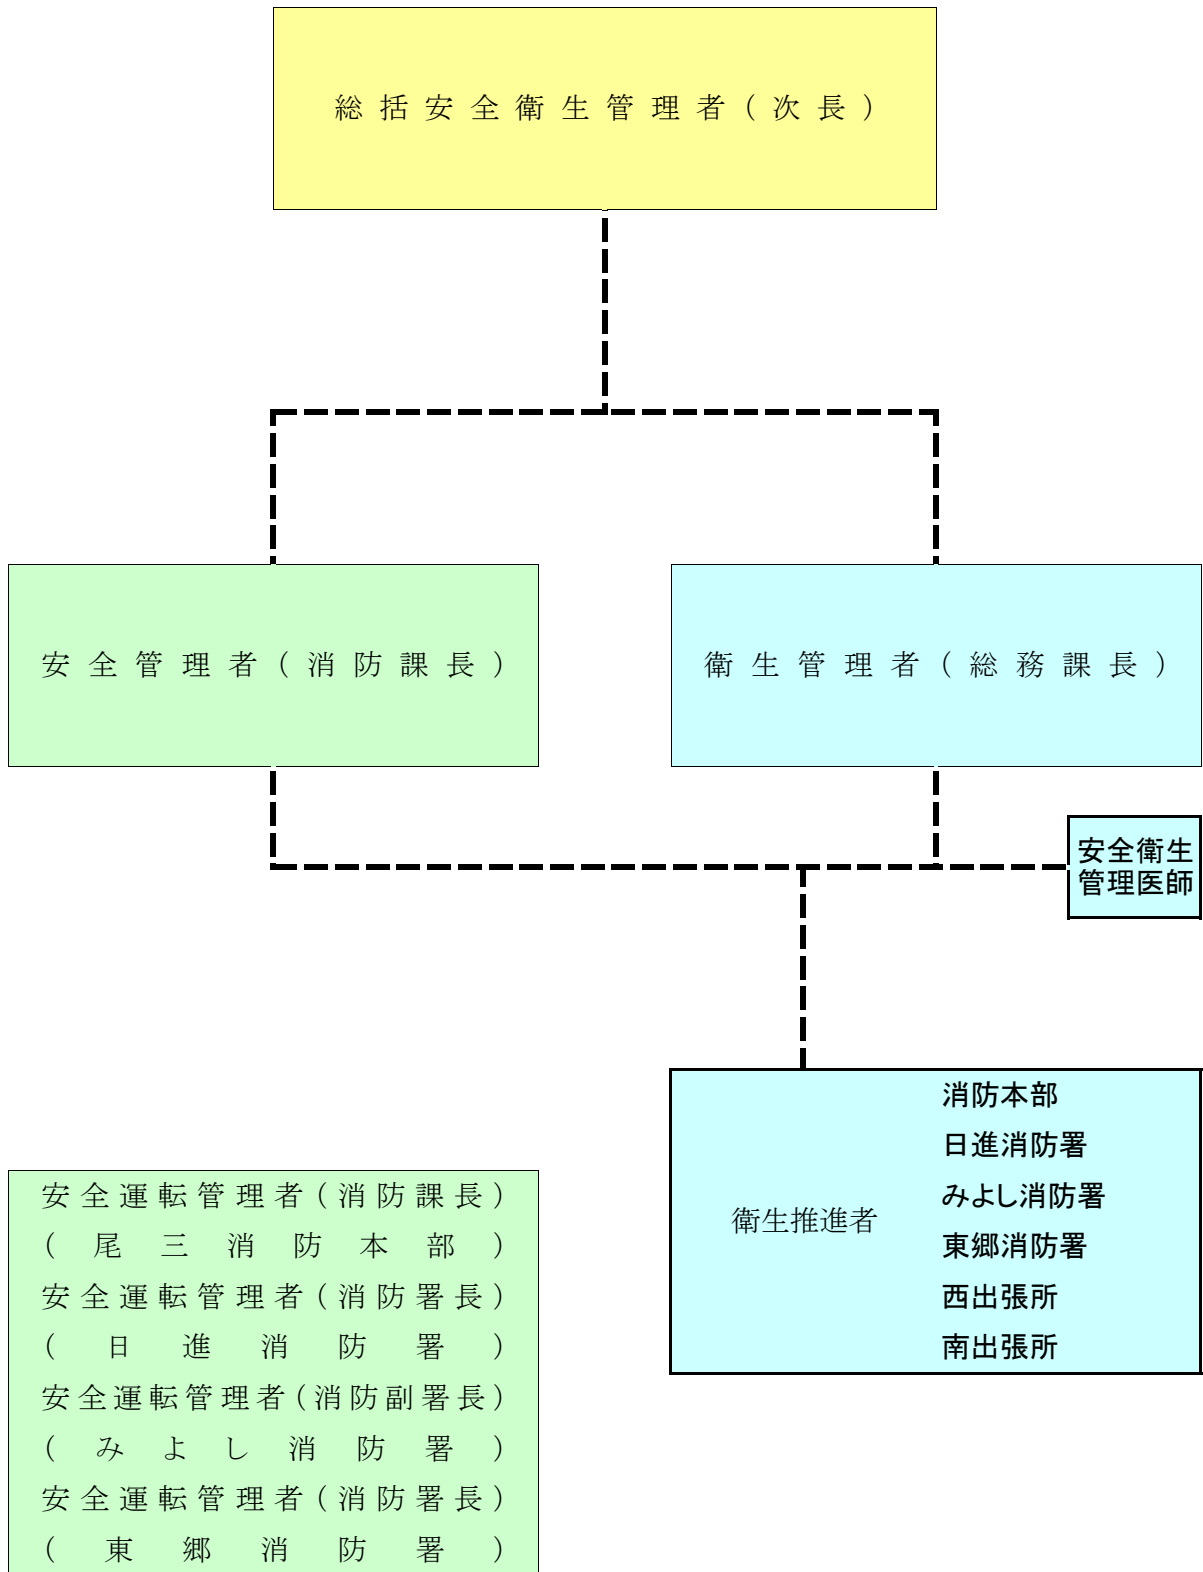 総括安全衛生管理者(次長)
安全管理者(消防課長)
衛生管理者(総務課長)
安全衛生
管理医師
衛生推進者
消防本部
日進消防署
みよし消防署
東郷消防署
西出張所
南出張所
安全運転管理者(消防課長)
(尾三消防本部)
安全運転管理者(消防署長)
(日進消防署)
安全運転管理者(消防副署長)
(みよし消防署)
安全運転管理者(消防署長)
(東郷消防署)